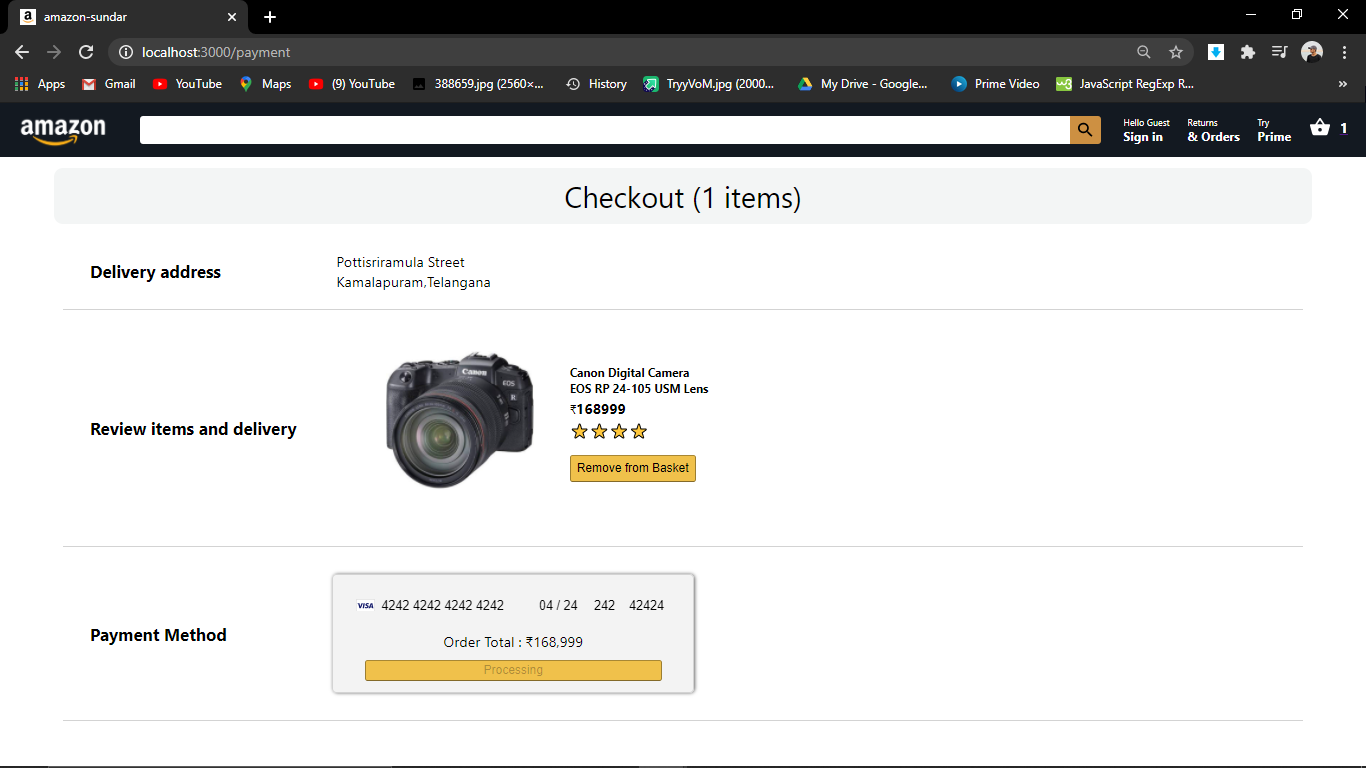 a amazon-sundar
localhost:3000/payment
Apps Gmail YouTube Maps (9) YouTube 388659.jpg (2560×... History TryyVoM.jpg (2000... My Drive - Google... Prime Video JavaScript RegExp R... »
amazon
Hello Guest
Sign in
Returns
& Orders
Try
Prime
1
Checkout (1 items)
Delivery address
Pottisriramula Street
Kamalapuram,Telangana
Review items and delivery
Canon
EOS
R
Canon Digital Camera
EOS RP 24-105 USM Lens
₹168999
Remove from Basket
Payment Method
VISA 4242 4242 4242 4242 04 / 24 242 42424
Order Total : ₹168,999
Processing